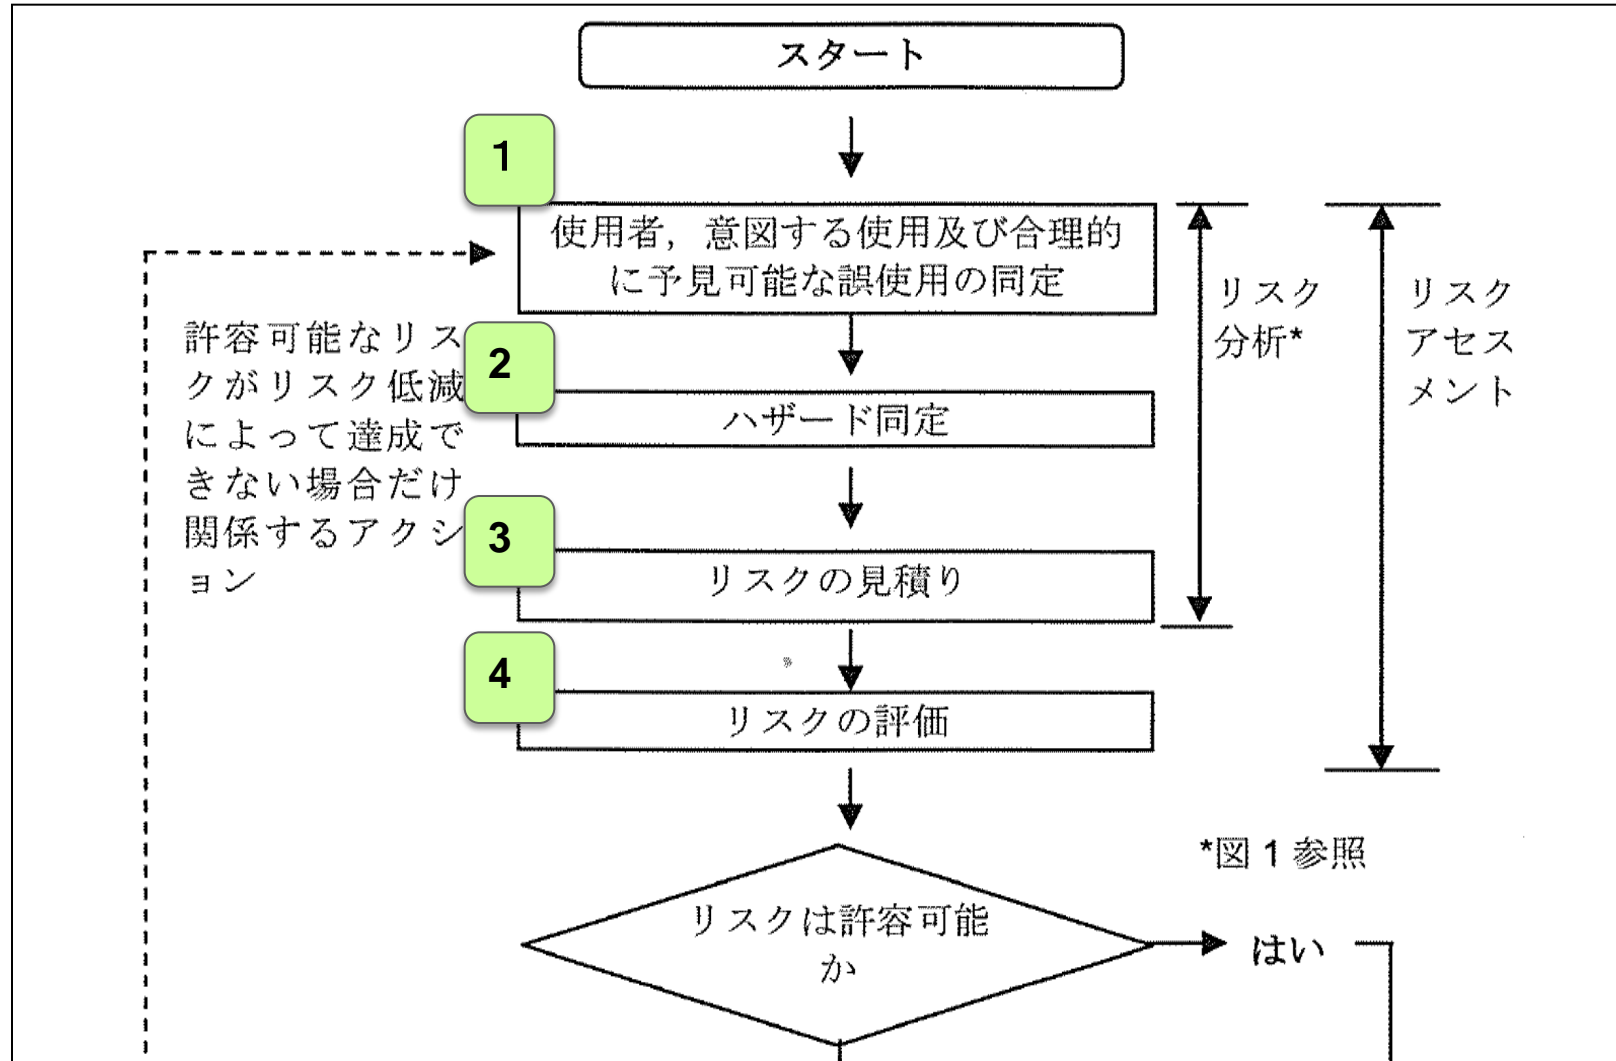 スタート
1
使用者，意図する使用及び合理的
に予見可能な誤使用の同定
リスク
分析*
リスク
アセス
メント
許容可能なリス
クがリスク低減
によって達成で
きない場合だけ
関係するアクシ
ョン
2
ハザード同定
3
リスクの見積り
4
リスクの評価
*図 1 参照
リスクは許容可能
か
はい